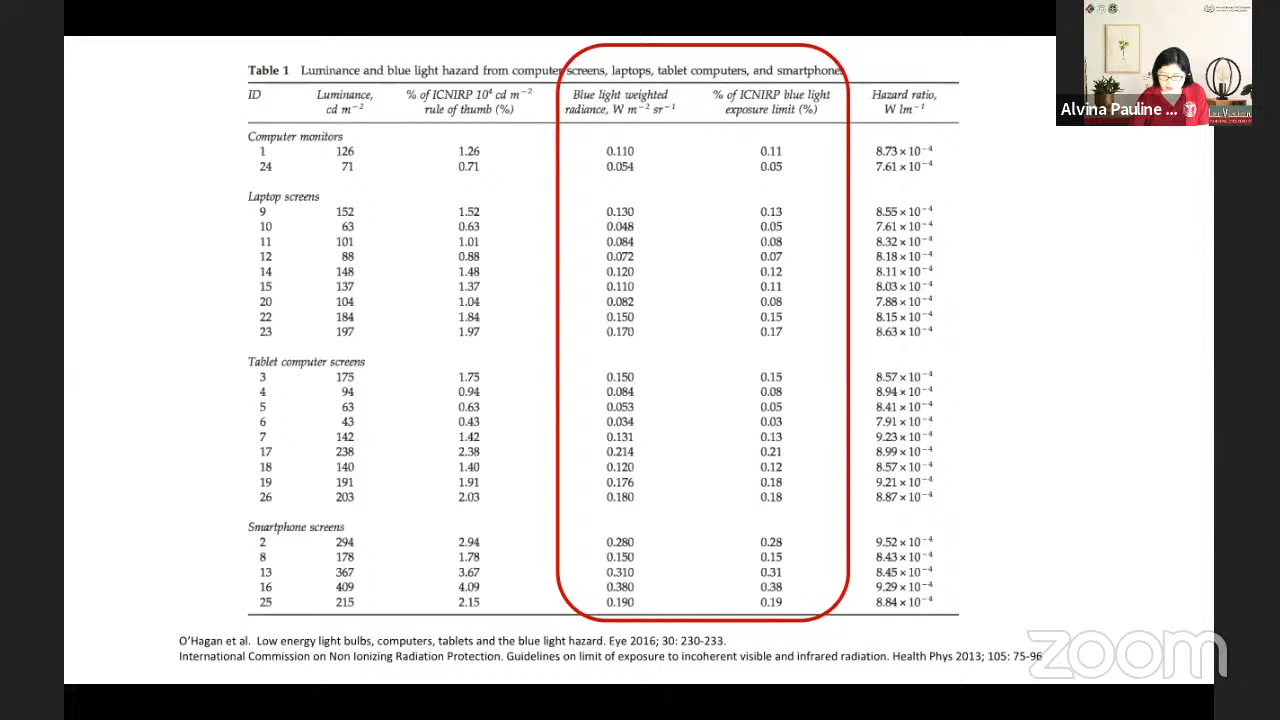 Table 1 Luminance and blue light hazard from computer screens, laptops, tablet computers, and smartphones
ID Luminance, cd m−2 % of ICNIRP 10⁴ cd m−2 rule of thumb (%) Blue light weighted radiance, W m−2 sr−1 % of ICNIRP blue light exposure limit (%) Hazard ratio, W lm−1
Computer monitors
1 126 1.26 0.110 0.11 8.73 × 10−4
24 71 0.71 0.054 0.05 7.61 × 10−4
Laptop screens
9 152 1.52 0.130 0.13 8.55 × 10−4
10 63 0.63 0.048 0.05 7.61 × 10−4
11 101 1.01 0.084 0.08 8.32 × 10−4
12 88 0.88 0.072 0.07 8.18 × 10−4
14 148 1.48 0.120 0.12 8.11 × 10−4
15 137 1.37 0.110 0.11 8.03 × 10−4
20 104 1.04 0.082 0.08 7.88 × 10−4
22 184 1.84 0.150 0.15 8.15 × 10−4
23 197 1.97 0.170 0.17 8.63 × 10−4
Tablet computer screens
3 175 1.75 0.150 0.15 8.57 × 10−4
4 94 0.94 0.084 0.08 8.94 × 10−4
5 63 0.63 0.053 0.05 8.41 × 10−4
6 43 0.43 0.034 0.03 7.91 × 10−4
7 142 1.42 0.131 0.13 9.23 × 10−4
17 238 2.38 0.214 0.21 8.99 × 10−4
18 140 1.40 0.120 0.12 8.57 × 10−4
19 191 1.91 0.176 0.18 9.21 × 10−4
26 203 2.03 0.180 0.18 8.87 × 10−4
Smartphone screens
2 294 2.94 0.280 0.28 9.52 × 10−4
8 178 1.78 0.150 0.15 8.43 × 10−4
13 367 3.67 0.310 0.31 8.45 × 10−4
16 409 4.09 0.380 0.38 9.29 × 10−4
25 215 2.15 0.190 0.19 8.84 × 10−4
O'Hagan et al. Low energy light bulbs, computers, tablets and the blue light hazard. Eye 2016; 30: 230-233.
International Commission on Non Ionizing Radiation Protection. Guidelines on limit of exposure to incoherent visible and infrared radiation. Health Phys 2013; 105: 75-96
Alvina Pauline ...
zoom